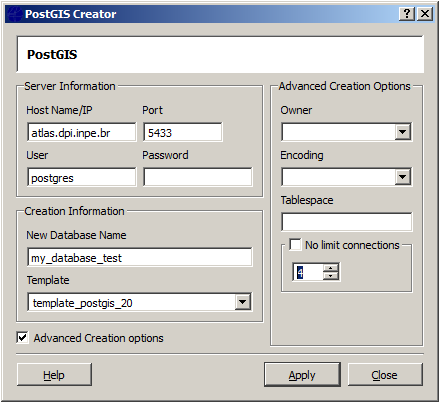 PostGIS Creator
PostGIS
Server Information
Host Name/IP Port
atlas.dpi.inpe.br 5433
User Password
postgres
Creation Information
New Database Name
my_database_test
Template
template_postgis_20
Advanced Creation options
Advanced Creation Options
Owner
Encoding
Tablespace
No limit connections
4
Help Apply Close